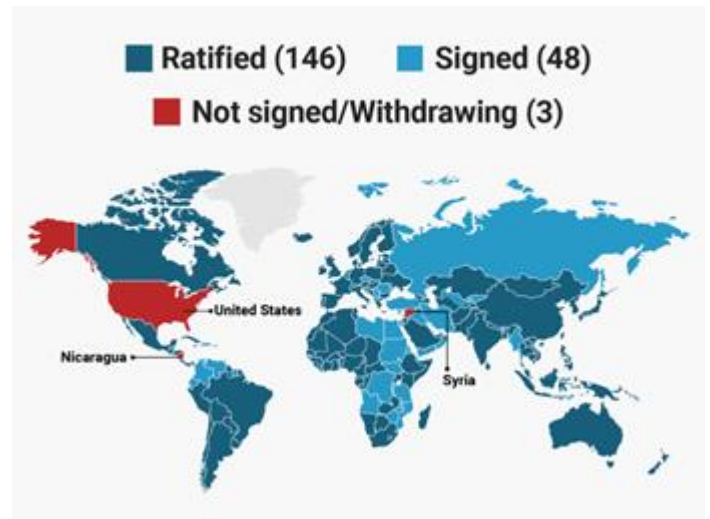 Ratified (146) Signed (48)
Not signed/Withdrawing (3)
United States
Nicaragua
Syria